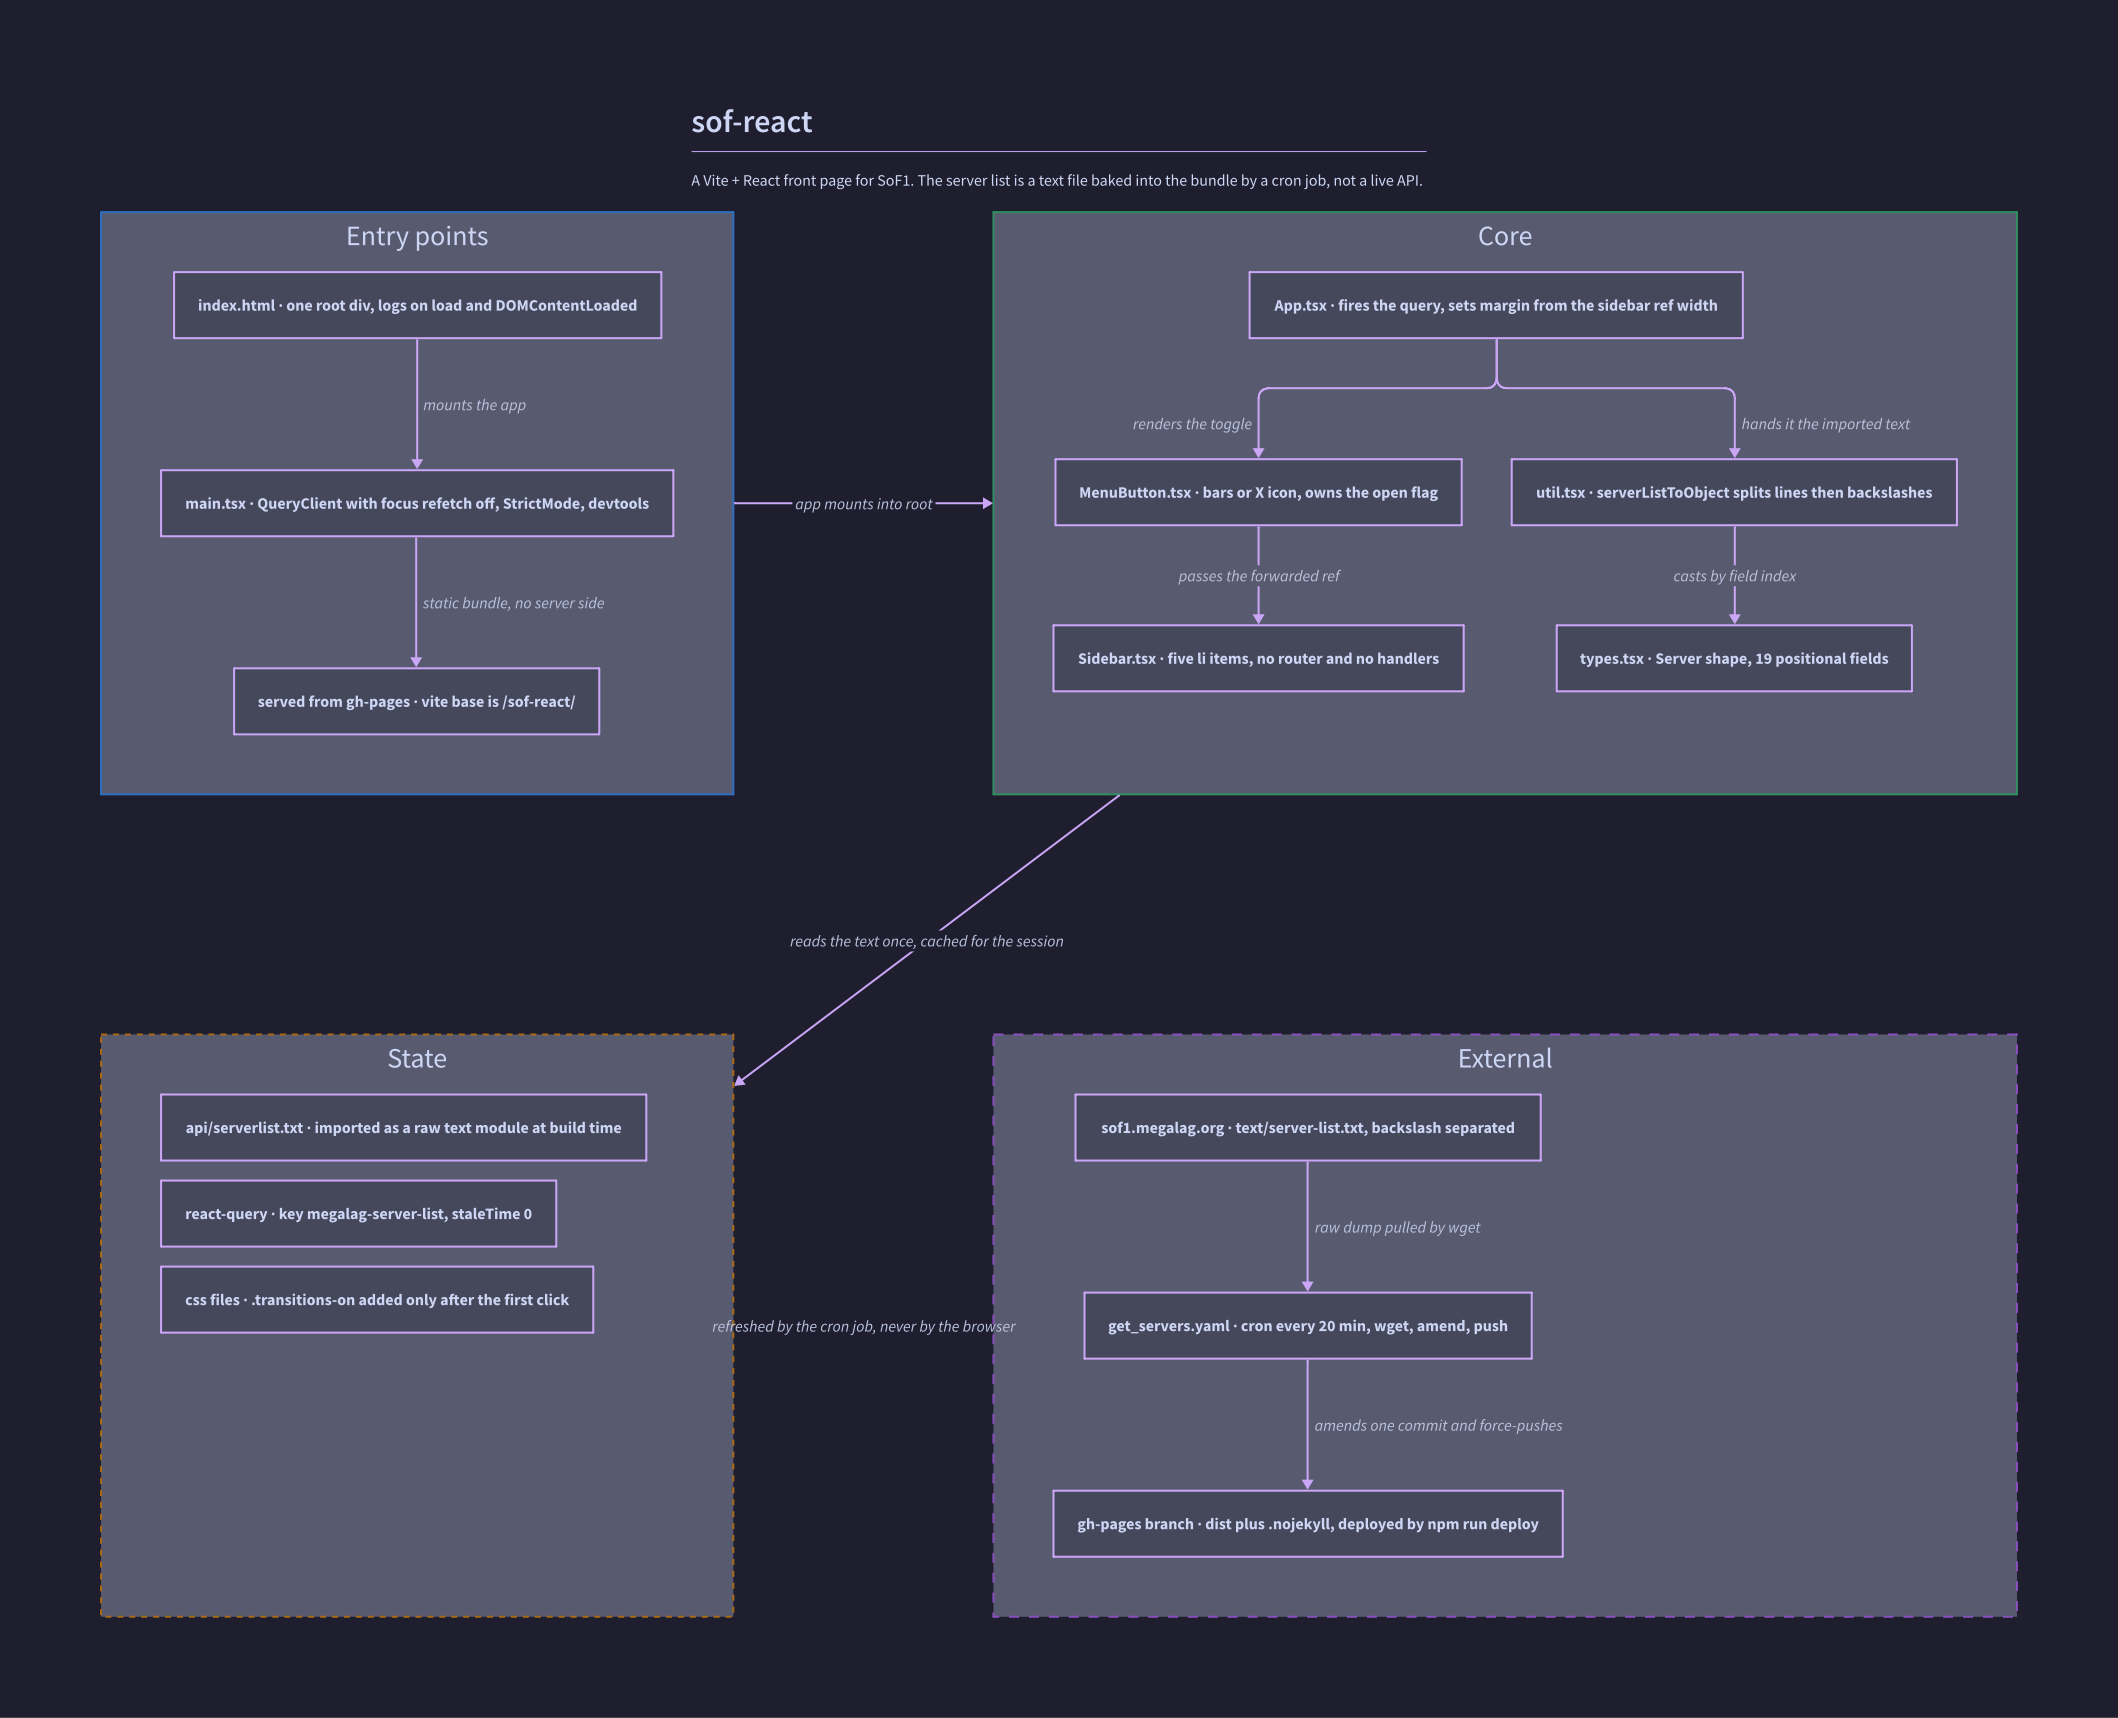 sof-react
A Vite + React front page for SoF1. The server list is a text file baked into the bundle by a cron job, not a live API.
Entry points
index.html · one root div, logs on load and DOMContentLoaded
mounts the app
main.tsx · QueryClient with focus refetch off, StrictMode, devtools
static bundle, no server side
served from gh-pages · vite base is /sof-react/
app mounts into root
Core
App.tsx · fires the query, sets margin from the sidebar ref width
renders the toggle
hands it the imported text
MenuButton.tsx · bars or X icon, owns the open flag
util.tsx · serverListToObject splits lines then backslashes
passes the forwarded ref
casts by field index
Sidebar.tsx · five li items, no router and no handlers
types.tsx · Server shape, 19 positional fields
reads the text once, cached for the session
State
api/serverlist.txt · imported as a raw text module at build time
react-query · key megalag-server-list, staleTime 0
css files · .transitions-on added only after the first click
refreshed by the cron job, never by the browser
External
sof1.megalag.org · text/server-list.txt, backslash separated
raw dump pulled by wget
get_servers.yaml · cron every 20 min, wget, amend, push
amends one commit and force-pushes
gh-pages branch · dist plus .nojekyll, deployed by npm run deploy